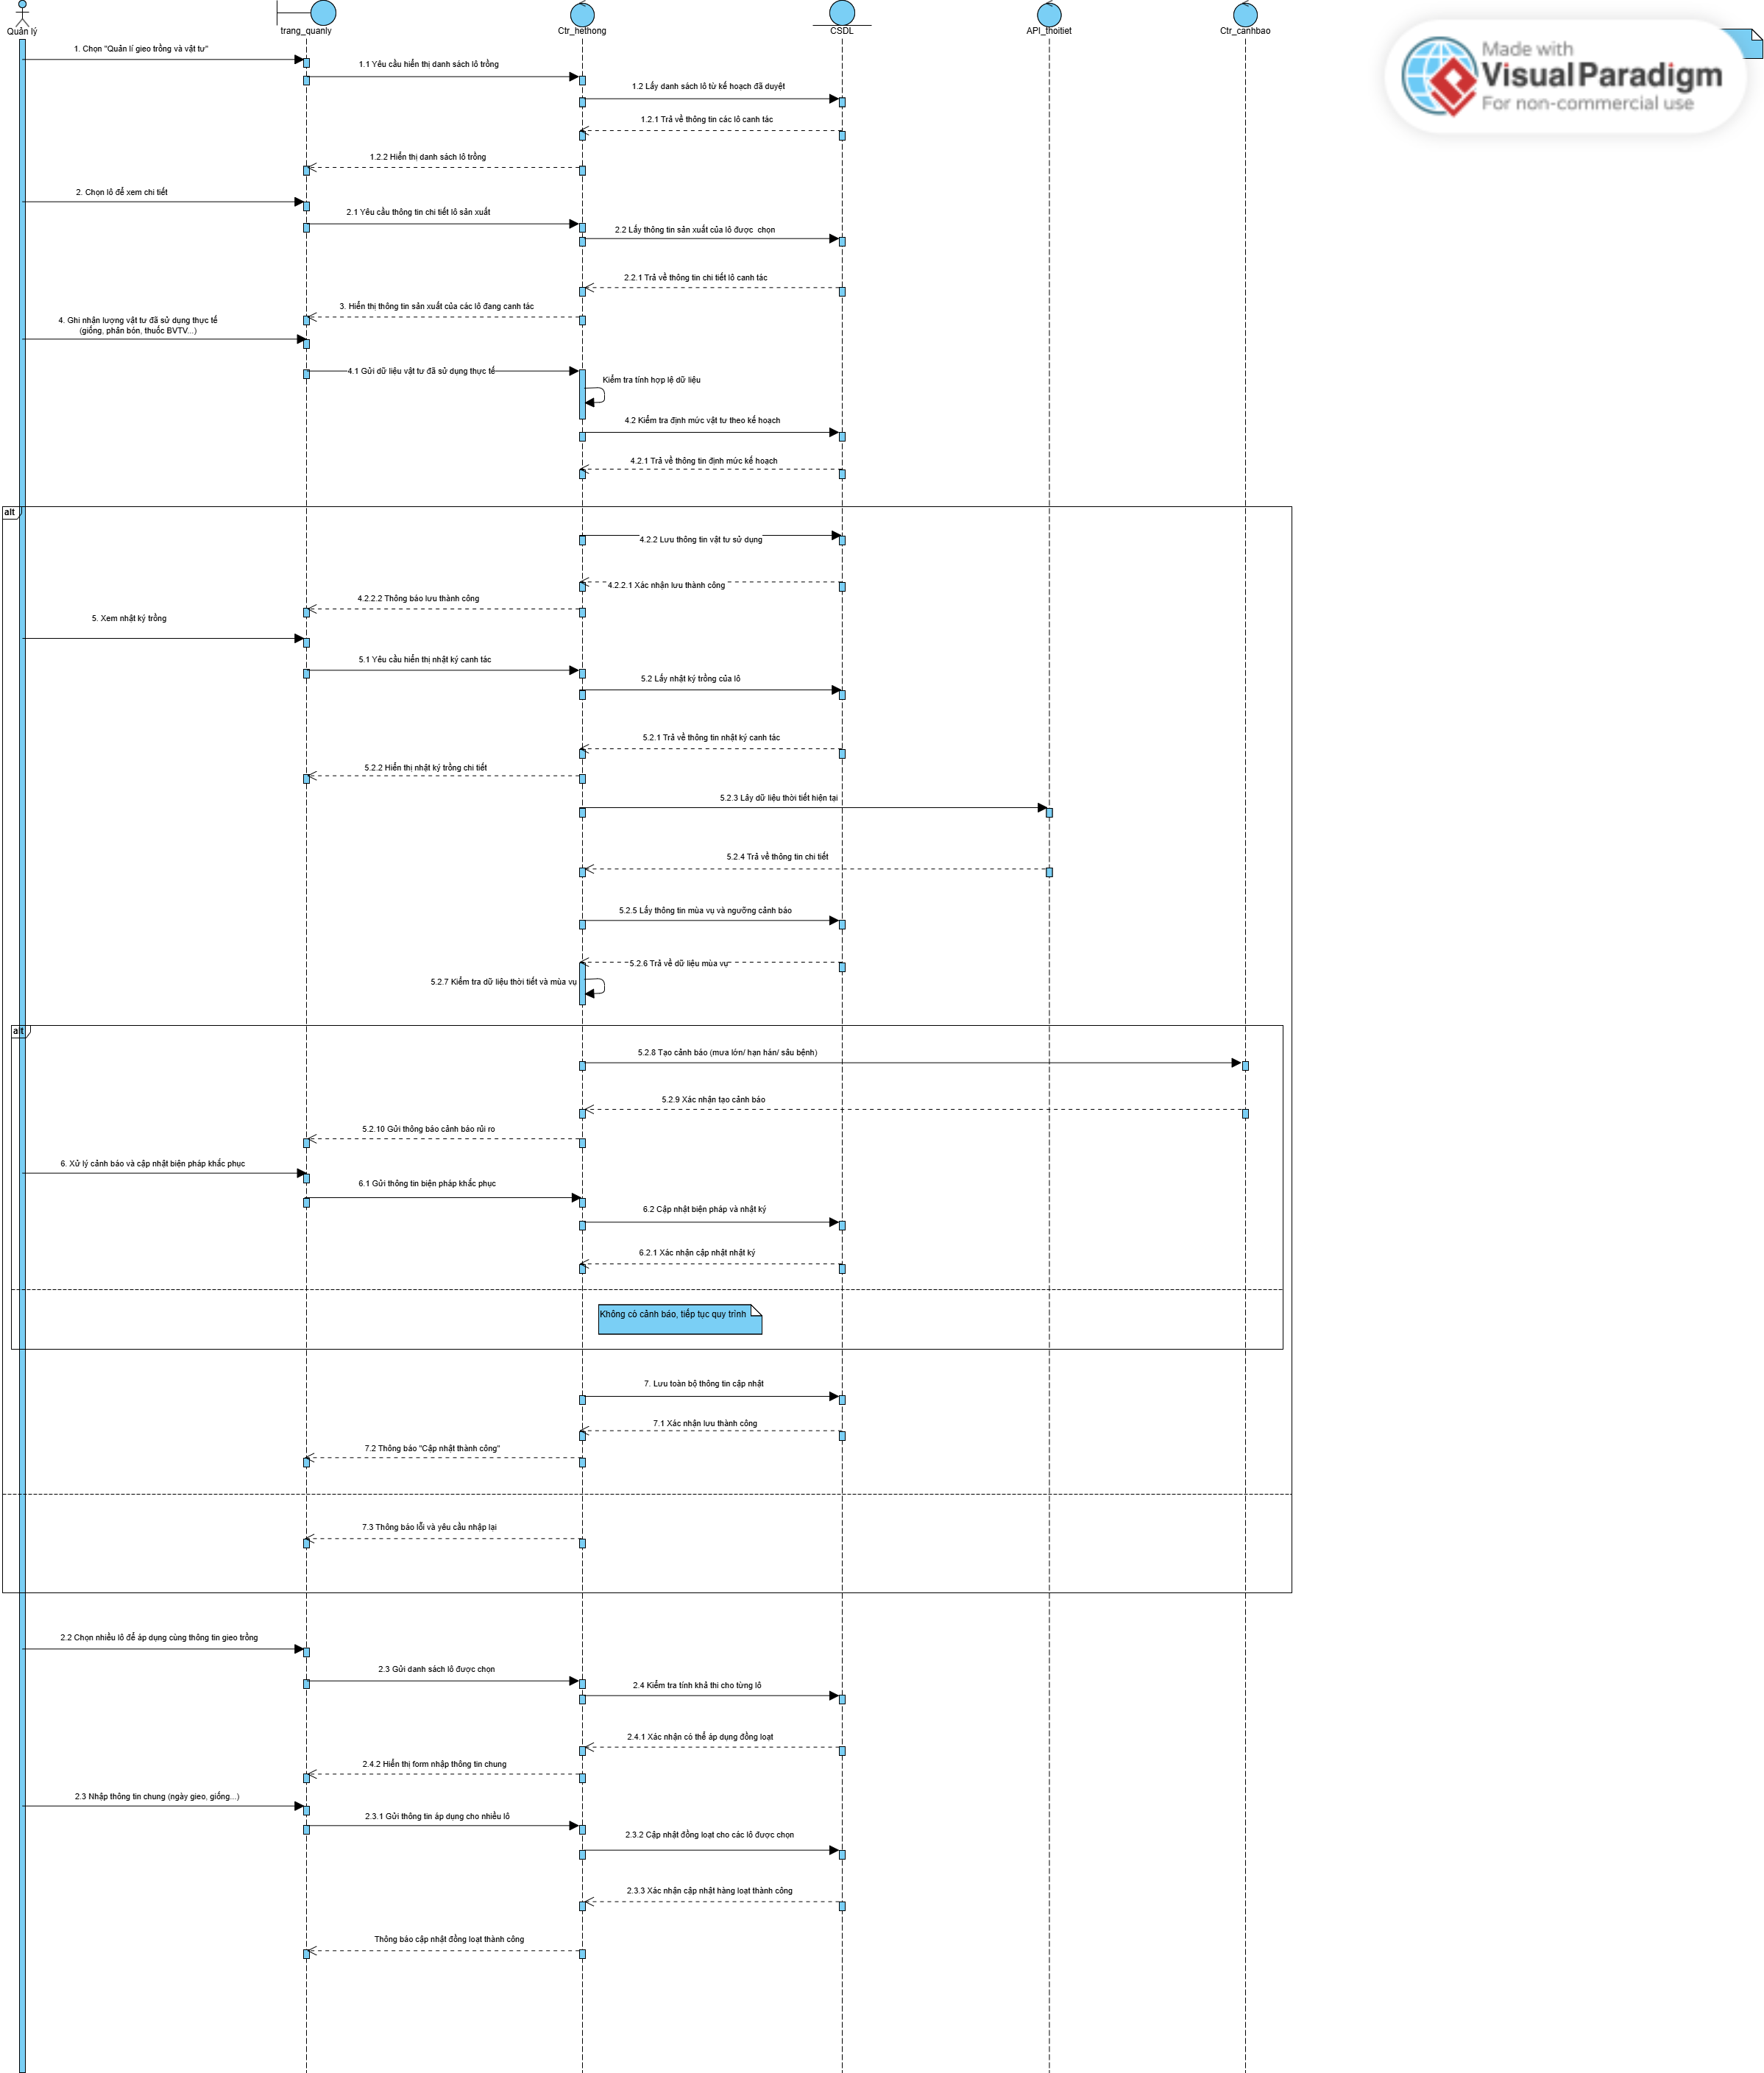 Quản lý
trang_quanly
Ctr_hethong
CSDL
API_thoitiet
Ctr_canhbao
Made with
Visual Paradigm
For non-commercial use
1. Chọn "Quản lí gieo trồng và vật tư"
1.1 Yêu cầu hiển thị danh sách lô trồng
1.2 Lấy danh sách lô từ kế hoạch đã duyệt
1.2.1 Trả về thông tin các lô canh tác
1.2.2 Hiển thị danh sách lô trồng
2. Chọn lô để xem chi tiết
2.1 Yêu cầu thông tin chi tiết lô sản xuất
2.2 Lấy thông tin sản xuất của lô được  chọn
2.2.1 Trả về thông tin chi tiết lô canh tác
3. Hiển thị thông tin sản xuất của các lô đang canh tác
4. Ghi nhận lượng vật tư đã sử dụng thực tế
(giống, phân bón, thuốc BVTV...)
4.1 Gửi dữ liệu vật tư đã sử dụng thực tế
Kiểm tra tính hợp lệ dữ liệu
4.2 Kiểm tra định mức vật tư theo kế hoạch
4.2.1 Trả về thông tin định mức kế hoạch
alt
4.2.2 Lưu thông tin vật tư sử dụng
4.2.2.1 Xác nhận lưu thành công
4.2.2.2 Thông báo lưu thành công
5. Xem nhật ký trồng
5.1 Yêu cầu hiển thị nhật ký canh tác
5.2 Lấy nhật ký trồng của lô
5.2.1 Trả về thông tin nhật ký canh tác
5.2.2 Hiển thị nhật ký trồng chi tiết
5.2.3 Lấy dữ liệu thời tiết hiện tại
5.2.4 Trả về thông tin chi tiết
5.2.5 Lấy thông tin mùa vụ và ngưỡng cảnh báo
5.2.6 Trả về dữ liệu mùa vụ
5.2.7 Kiểm tra dữ liệu thời tiết và mùa vụ
alt
5.2.8 Tạo cảnh báo (mưa lớn/ hạn hán/ sâu bệnh)
5.2.9 Xác nhận tạo cảnh báo
5.2.10 Gửi thông báo cảnh báo rủi ro
6. Xử lý cảnh báo và cập nhật biện pháp khắc phục
6.1 Gửi thông tin biện pháp khắc phục
6.2 Cập nhật biện pháp và nhật ký
6.2.1 Xác nhận cập nhật nhật ký
Không có cảnh báo, tiếp tục quy trình
7. Lưu toàn bộ thông tin cập nhật
7.1 Xác nhận lưu thành công
7.2 Thông báo "Cập nhật thành công"
7.3 Thông báo lỗi và yêu cầu nhập lại
2.2 Chọn nhiều lô để áp dụng cùng thông tin gieo trồng
2.3 Gửi danh sách lô được chọn
2.4 Kiểm tra tính khả thi cho từng lô
2.4.1 Xác nhận có thể áp dụng đồng loạt
2.4.2 Hiển thị form nhập thông tin chung
2.3 Nhập thông tin chung (ngày gieo, giống...)
2.3.1 Gửi thông tin áp dụng cho nhiều lô
2.3.2 Cập nhật đồng loạt cho các lô được chọn
2.3.3 Xác nhận cập nhật hàng loạt thành công
Thông báo cập nhật đồng loạt thành công